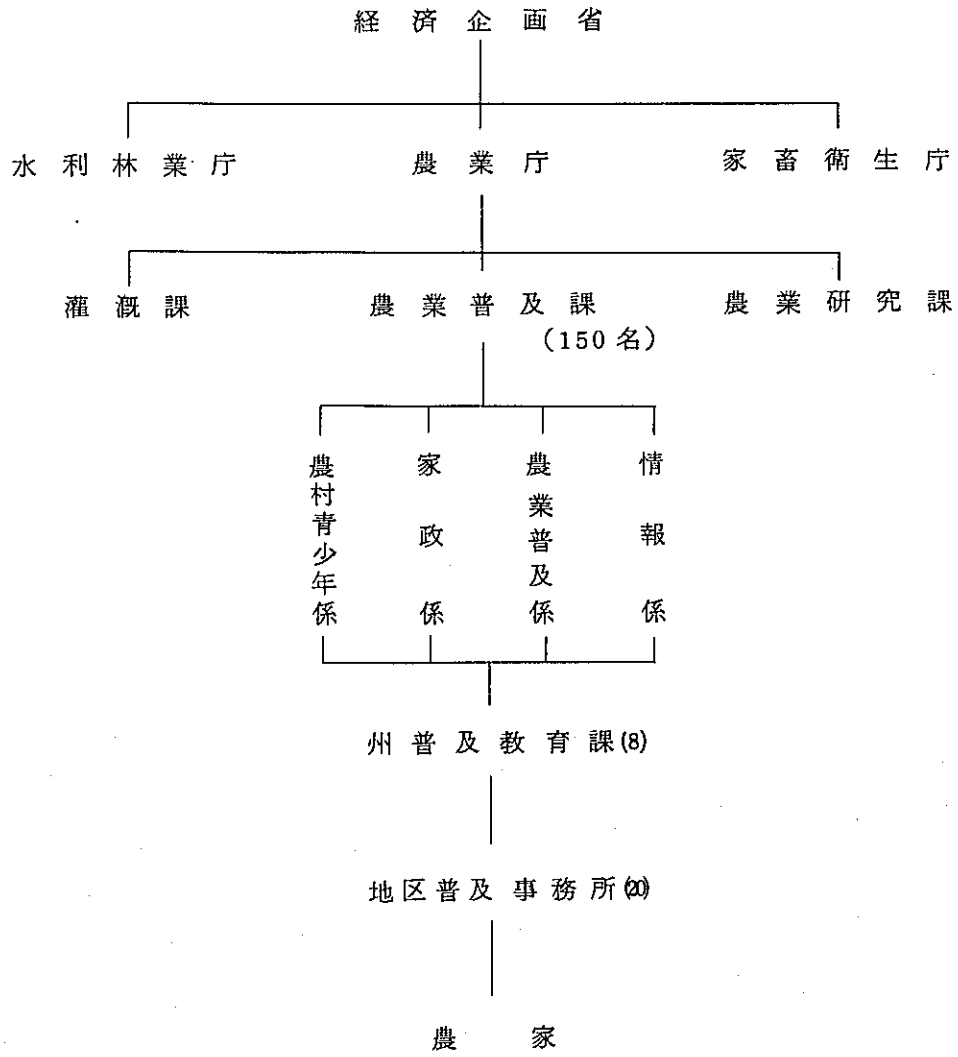 経済企画省
水利林業庁 農業庁 家畜衛生庁
灌漑課 農業普及課 農業研究課
(150名)
農村青少年係
家政係
農業普及係
情報係
州普及教育課(8)
地区普及事務所(20)
農家